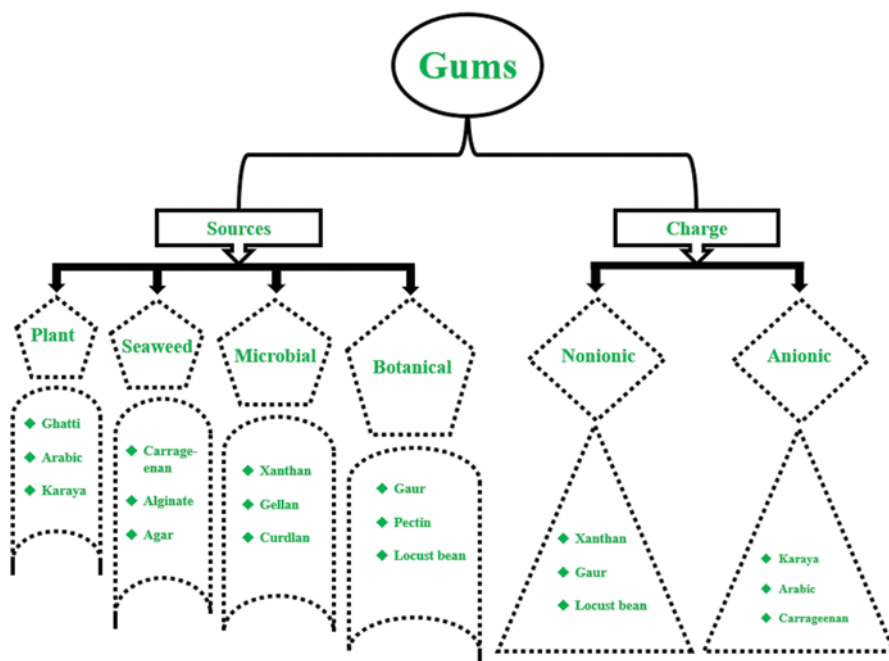 Gums
Sources
Charge
Plant
Seaweed
Microbial
Botanical
Nonionic
Anionic
Ghatti
Arabic
Karaya
Carrage-
enan
Alginate
Agar
Xanthan
Gellan
Curdlan
Gaur
Pectin
Locust bean
Xanthan
Gaur
Locust bean
Karaya
Arabic
Carrageenan